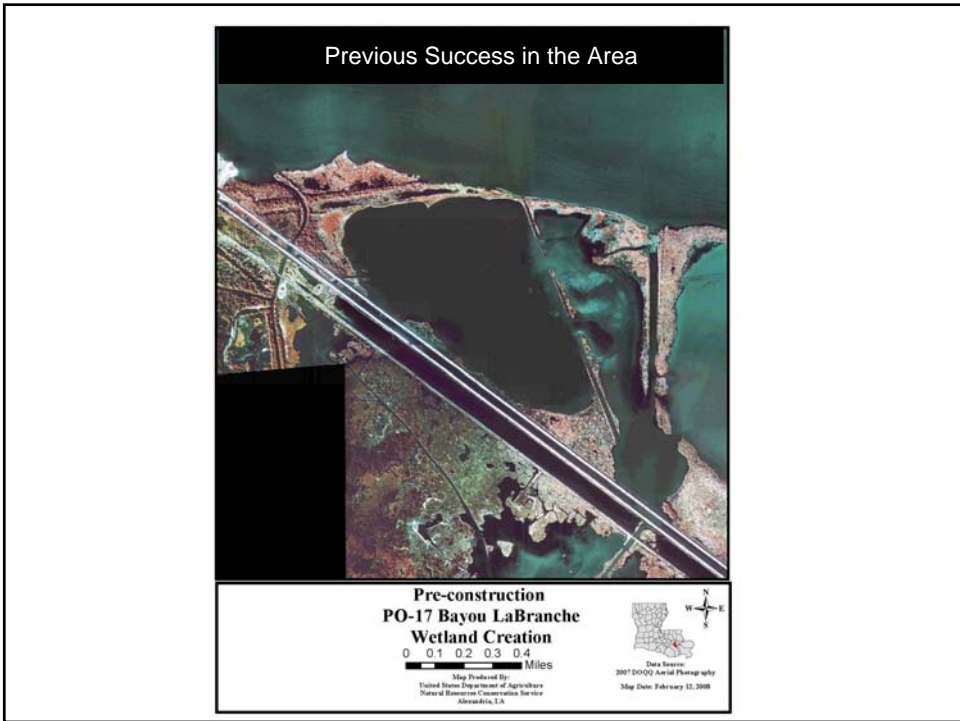 Previous Success in the Area
Pre-construction
PO-17 Bayou LaBranche
Wetland Creation
0 0.1 0.2 0.3 0.4
Miles
Map Produced By:
United States Department of Agriculture
Natural Resources Conservation Service
Alexandria, LA
N
W E
S
Data Source:
2007 DOQQ Aerial Photography
Map Date: February 12, 2008